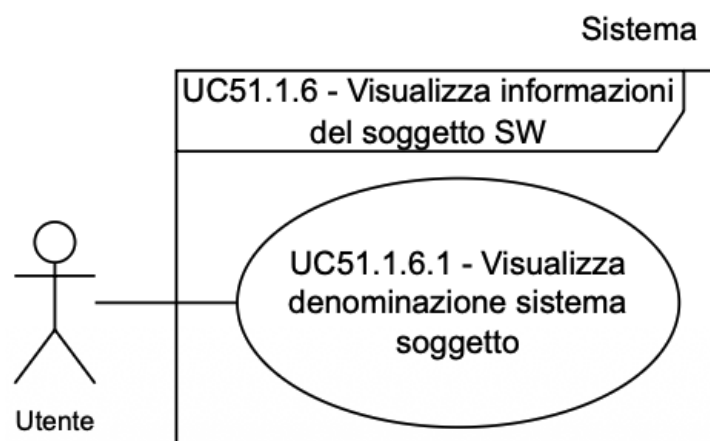 Sistema
UC51.1.6 - Visualizza informazioni
del soggetto SW
UC51.1.6.1 - Visualizza
denominazione sistema
soggetto
Utente